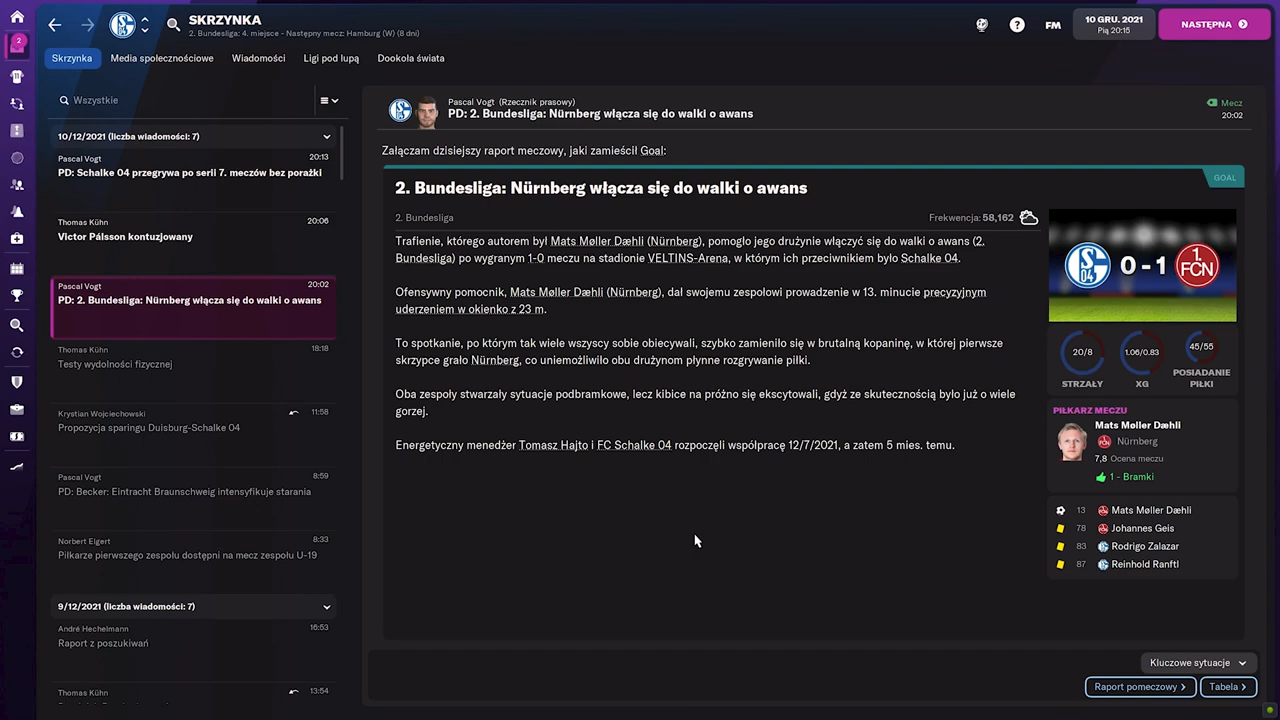 SKRZYNKA
2. Bundesliga: 4. miejsce - Następny mecz: Hamburg (W) (8 dni)
FM
10 GRU. 2021
Pią 20:15
NASTĘPNA
2
Skrzynka
Media społecznościowe
Wiadomości
Ligi pod lupą
Dookoła świata
Wszystkie
10/12/2021 (liczba wiadomości: 7)
Pascal Vogt 20:13
PD: Schalke 04 przegrywa po serii 7. meczów bez porażki
Thomas Kühn 20:06
Victor Pálsson kontuzjowany
Pascal Vogt 20:02
PD: 2. Bundesliga: Nürnberg włącza się do walki o awans
Thomas Kühn 18:18
Testy wydolności fizycznej
Krystian Wojciechowski 11:58
Propozycja sparingu Duisburg-Schalke 04
Pascal Vogt 8:59
PD: Becker: Eintracht Braunschweig intensyfikuje starania
Norbert Elgert 8:33
Piłkarze pierwszego zespołu dostępni na mecz zespołu U-19
9/12/2021 (liczba wiadomości: 7)
André Hechelmann 16:53
Raport z poszukiwań
Thomas Kühn 13:54
Pascal Vogt (Rzecznik prasowy)
PD: 2. Bundesliga: Nürnberg włącza się do walki o awans
Mecz
20:02
Załączam dzisiejszy raport meczowy, jaki zamieścił Goal:
GOAL
2. Bundesliga: Nürnberg włącza się do walki o awans
2. Bundesliga
Frekwencja: 58,162
Trafienie, którego autorem był Mats Møller Dæhli (Nürnberg), pomogło jego drużynie włączyć się do walki o awans (2.
Bundesliga) po wygranym 1-0 meczu na stadionie VELTINS-Arena, w którym ich przeciwnikiem było Schalke 04.
Ofensywny pomocnik, Mats Møller Dæhli (Nürnberg), dał swojemu zespołowi prowadzenie w 13. minucie precyzyjnym
uderzeniem w okienko z 23 m.
To spotkanie, po którym tak wiele wszyscy sobie obiecywali, szybko zamieniło się w brutalną kopaninę, w której pierwsze
skrzypce grało Nürnberg, co uniemożliwiło obu drużynom płynne rozgrywanie piłki.
Oba zespoły stwarzały sytuacje podbramkowe, lecz kibice na próżno się ekscytowali, gdyż ze skutecznością było już o wiele
gorzej.
Energetyczny menedżer Tomasz Hajto i FC Schalke 04 rozpoczęli współpracę 12/7/2021, a zatem 5 mies. temu.
0 - 1
1.
FCN
20/8
STRZAŁY
1.06/0.83
XG
45/55
POSIADANIE
PIŁKI
PIŁKARZ MECZU
Mats Møller Dæhli
Nürnberg
7,8 Ocena meczu
1 - Bramki
13 Mats Møller Dæhli
78 Johannes Geis
83 Rodrigo Zalazar
87 Reinhold Ranftl
Kluczowe sytuacje
Raport pomeczowy
Tabela